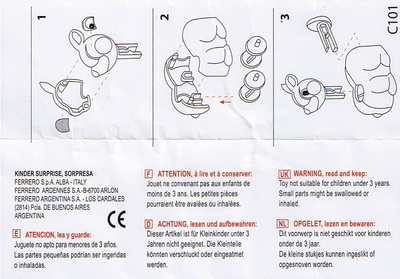 1
2
3
C101
KINDER SURPRISE, SORPRESA
FERRERO S.p.A. ALBA - ITALY
FERRERO ARDENNES S.A.-B-6700 ARLON
FERRERO ARGENTINA S.A. - LOS CARDALES
(2814) Pcia. DE BUENOS AIRES
ARGENTINA
CE
E ATENCION, lea y guarde:
Juguete no apto para menores de 3 años.
Las partes pequeñas podrían ser ingeridas
o inhaladas.
F ATTENTION, à lire et à conserver:
Jouet ne convenant pas aux enfants de
moins de 3 ans. Les petites pièces
pourraient être avalées ou inhalées.
D ACHTUNG, lesen und aufbewahren:
Dieser Artikel ist für Kleinkinder unter 3
Jahren nicht geeignet. Die Kleinteile
könnten verschluckt oder eingeatmet
werden.
UK WARNING, read and keep:
Toy not suitable for children under 3 years.
Small parts might be swallowed or
inhaled.
NL OPGELET, lezen en bewaren:
Dit voorwerp is niet geschikt voor kinderen
onder de 3 jaar.
De kleine stukjes kunnen ingeslikt of
opgesnoven worden.